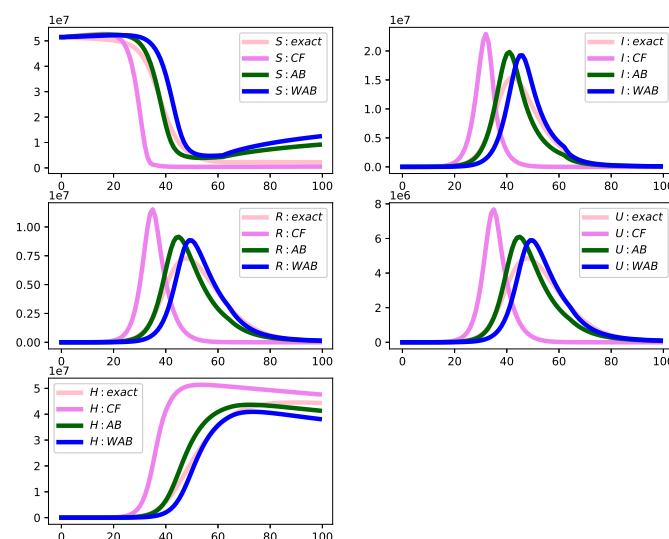 1e7
5
4
3
2
1
0
0 20 40 60 80 100
S : exact
S : CF
S : AB
S : WAB
1e7
2.0
1.5
1.0
0.5
0.0
0 20 40 60 80 100
I : exact
I : CF
I : AB
I : WAB
1e7
1.00
0.75
0.50
0.25
0.00
0 20 40 60 80 100
R : exact
R : CF
R : AB
R : WAB
1e6
8
6
4
2
0
0 20 40 60 80 100
U : exact
U : CF
U : AB
U : WAB
1e7
5
4
3
2
1
0
0 20 40 60 80 100
H : exact
H : CF
H : AB
H : WAB